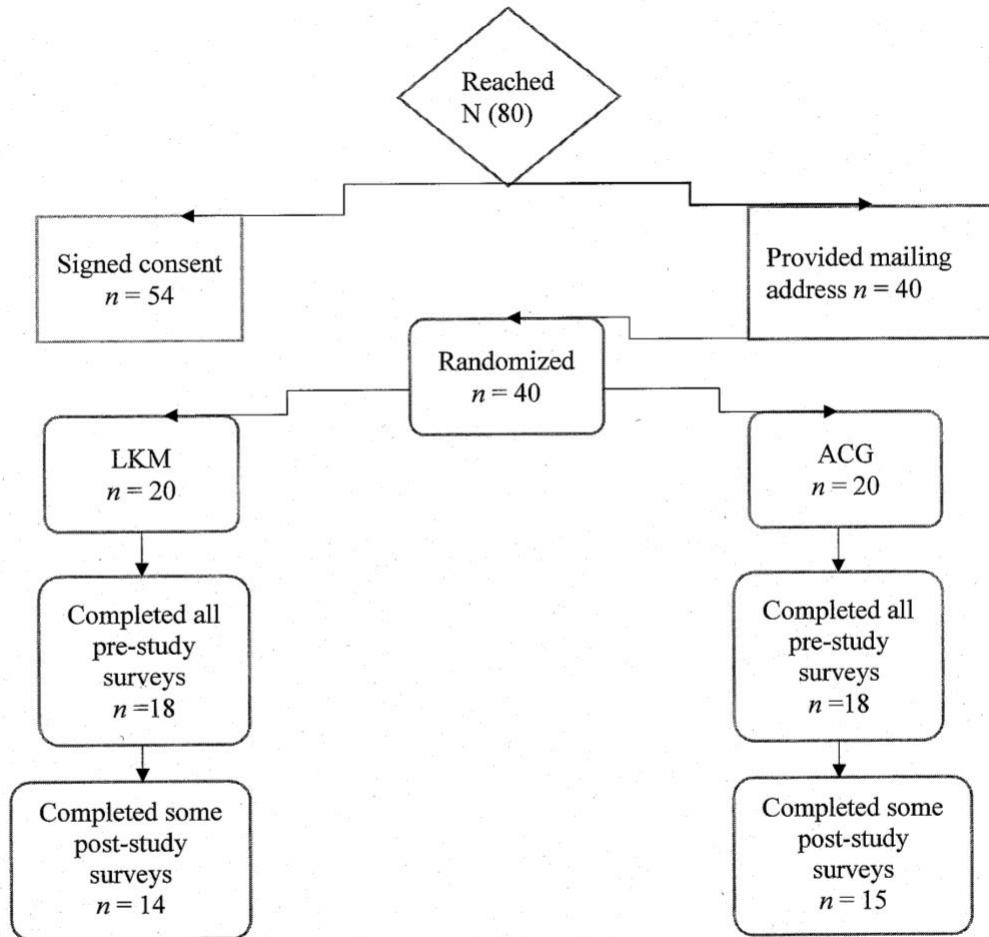 Reached
N (80)
Signed consent
n = 54
Provided mailing
address n = 40
Randomized
n = 40
LKM
n = 20
ACG
n = 20
Completed all
pre-study
surveys
n =18
Completed all
pre-study
surveys
n =18
Completed some
post-study
surveys
n = 14
Completed some
post-study
surveys
n = 15